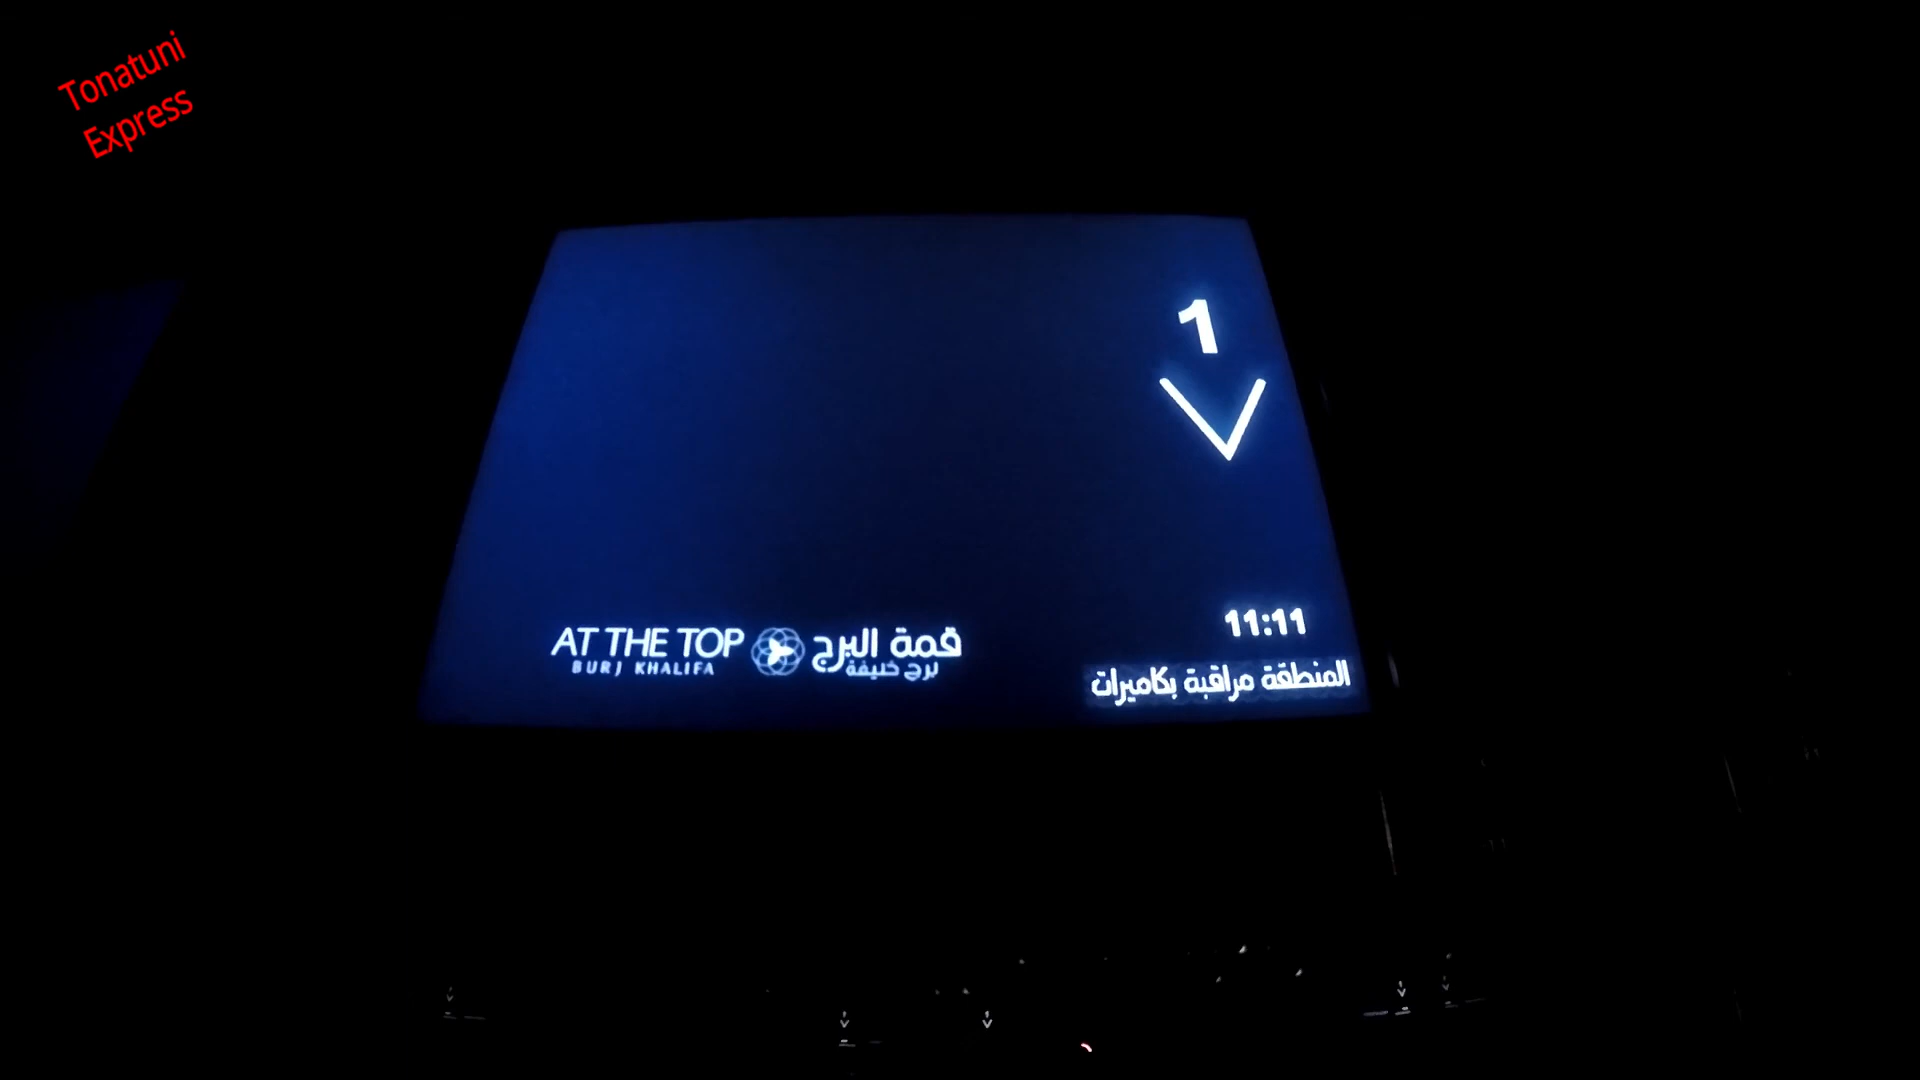 Tonatuni
Express
1
11:11
AT THE TOP قمة البرج
BURJ KHALIFA برج خليفة
المنطقة مراقبة بكاميرات